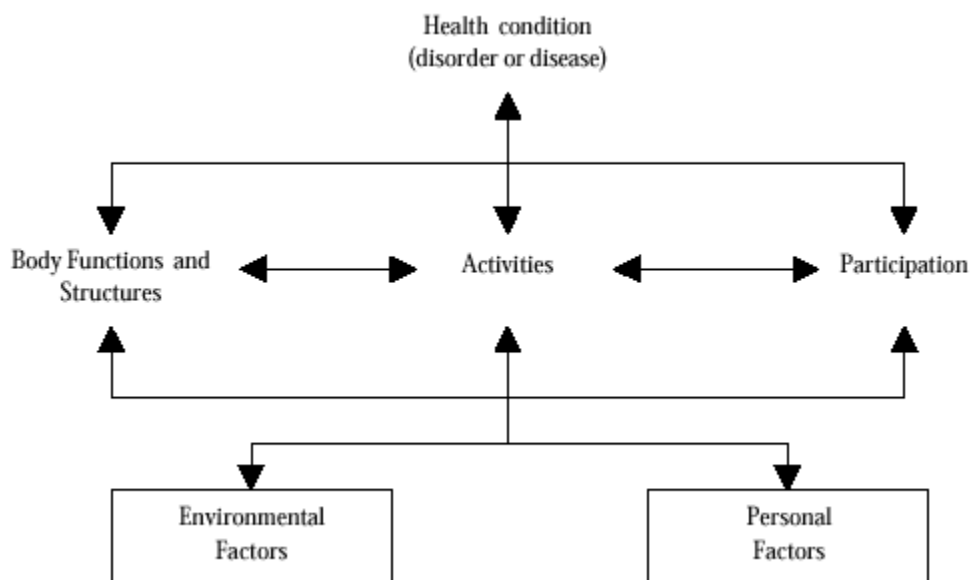 Health condition
(disorder or disease)
Body Functions and
Structures
Activities
Participation
Environmental
Factors
Personal
Factors